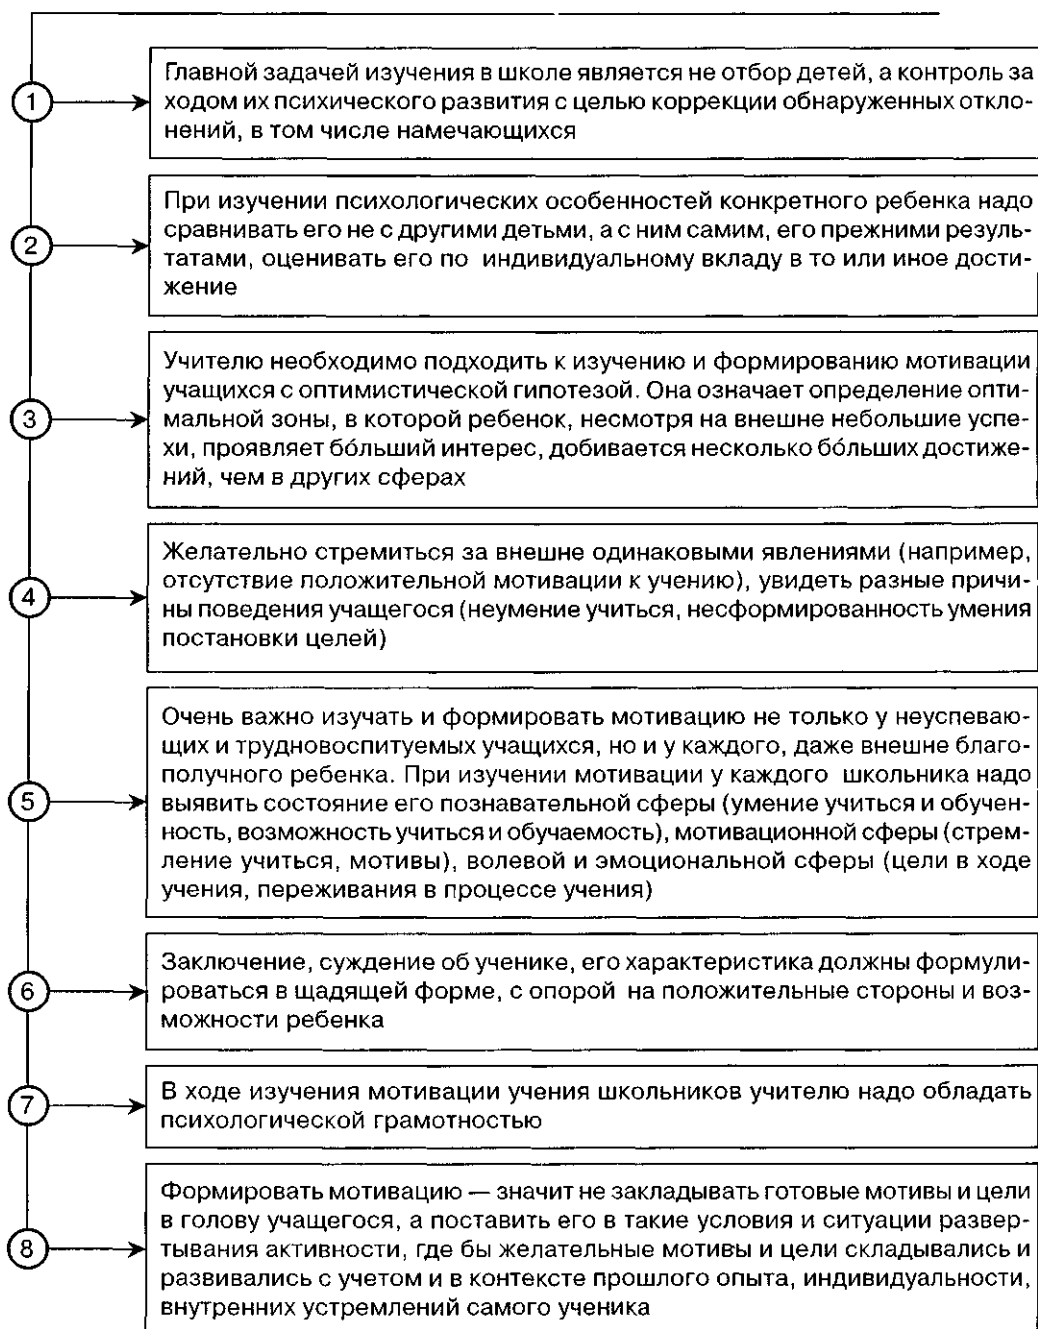 1
Главной задачей изучения в школе является не отбор детей, а контроль за
ходом их психического развития с целью коррекции обнаруженных откло-
нений, в том числе намечающихся
2
При изучении психологических особенностей конкретного ребенка надо
сравнивать его не с другими детьми, а с ним самим, его прежними резуль-
татами, оценивать его по индивидуальному вкладу в то или иное дости-
жение
3
Учителю необходимо подходить к изучению и формированию мотивации
учащихся с оптимистической гипотезой. Она означает определение опти-
мальной зоны, в которой ребенок, несмотря на внешне небольшие успе-
хи, проявляет бо́льший интерес, добивается несколько бо́льших достиже-
ний, чем в других сферах
4
Желательно стремиться за внешне одинаковыми явлениями (например,
отсутствие положительной мотивации к учению), увидеть разные причи-
ны поведения учащегося (неумение учиться, несформированность умения
постановки целей)
5
Очень важно изучать и формировать мотивацию не только у неуспеваю-
щих и трудновоспитуемых учащихся, но и у каждого, даже внешне благо-
получного ребенка. При изучении мотивации у каждого школьника надо
выявить состояние его познавательной сферы (умение учиться и обучен-
ность, возможность учиться и обучаемость), мотивационной сферы (стрем-
ление учиться, мотивы), волевой и эмоциональной сферы (цели в ходе
учения, переживания в процессе учения)
6
Заключение, суждение об ученике, его характеристика должны формули-
роваться в щадящей форме, с опорой на положительные стороны и воз-
можности ребенка
7
В ходе изучения мотивации учения школьников учителю надо обладать
психологической грамотностью
8
Формировать мотивацию — значит не закладывать готовые мотивы и цели
в голову учащегося, а поставить его в такие условия и ситуации развер-
тывания активности, где бы желательные мотивы и цели складывались и
развивались с учетом и в контексте прошлого опыта, индивидуальности,
внутренних устремлений самого ученика